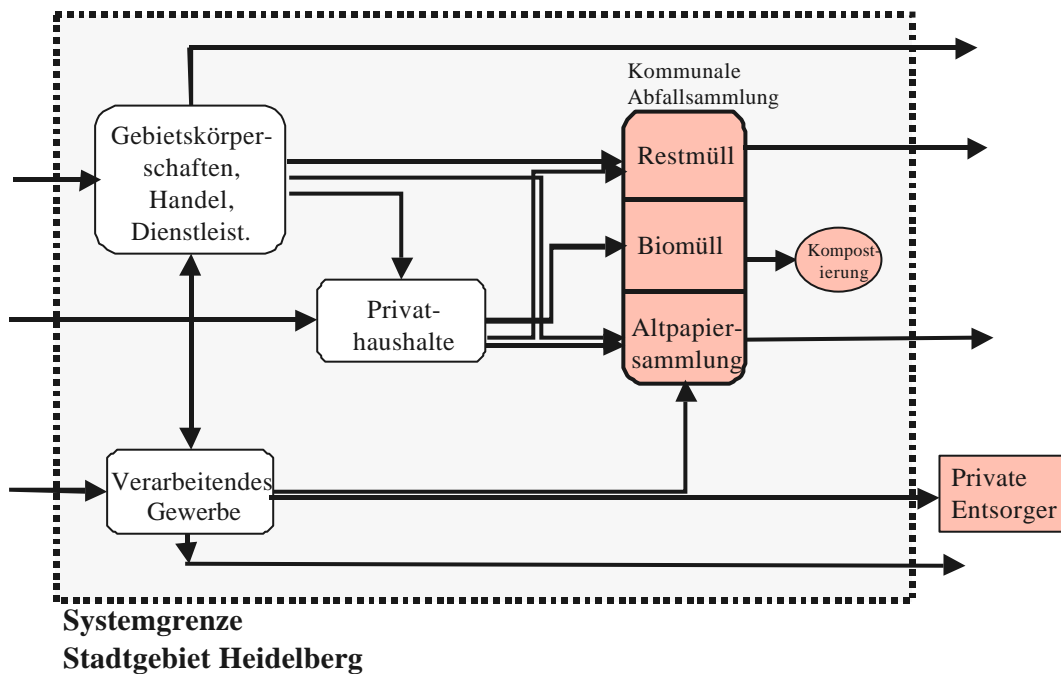 Kommunale
Abfallsammlung
Gebietskörper-
schaften,
Handel,
Dienstleist.
Restmüll
Biomüll
Kompost-
ierung
Privat-
haushalte
Altpapier-
sammlung
Verarbeitendes
Gewerbe
Private
Entsorger
Systemgrenze
Stadtgebiet Heidelberg